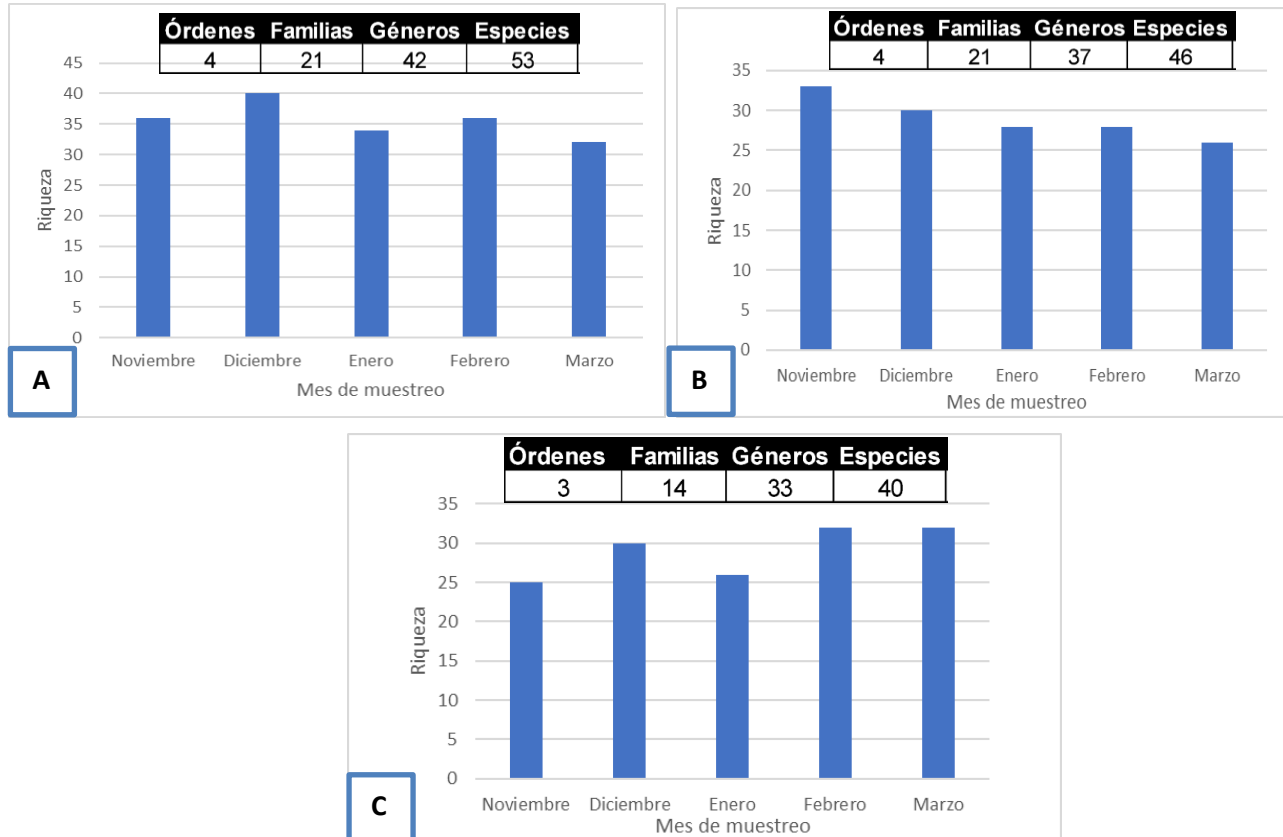 Órdenes Familias Géneros Especies
4 21 42 53
45
40
35
30
25
20
15
10
5
0
Riqueza
Noviembre Diciembre Enero Febrero Marzo
Mes de muestreo
A
Órdenes Familias Géneros Especies
4 21 37 46
35
30
25
20
15
10
5
0
Riqueza
Noviembre Diciembre Enero Febrero Marzo
Mes de muestreo
B
Órdenes Familias Géneros Especies
3 14 33 40
35
30
25
20
15
10
5
0
Riqueza
Noviembre Diciembre Enero Febrero Marzo
Mes de muestreo
C